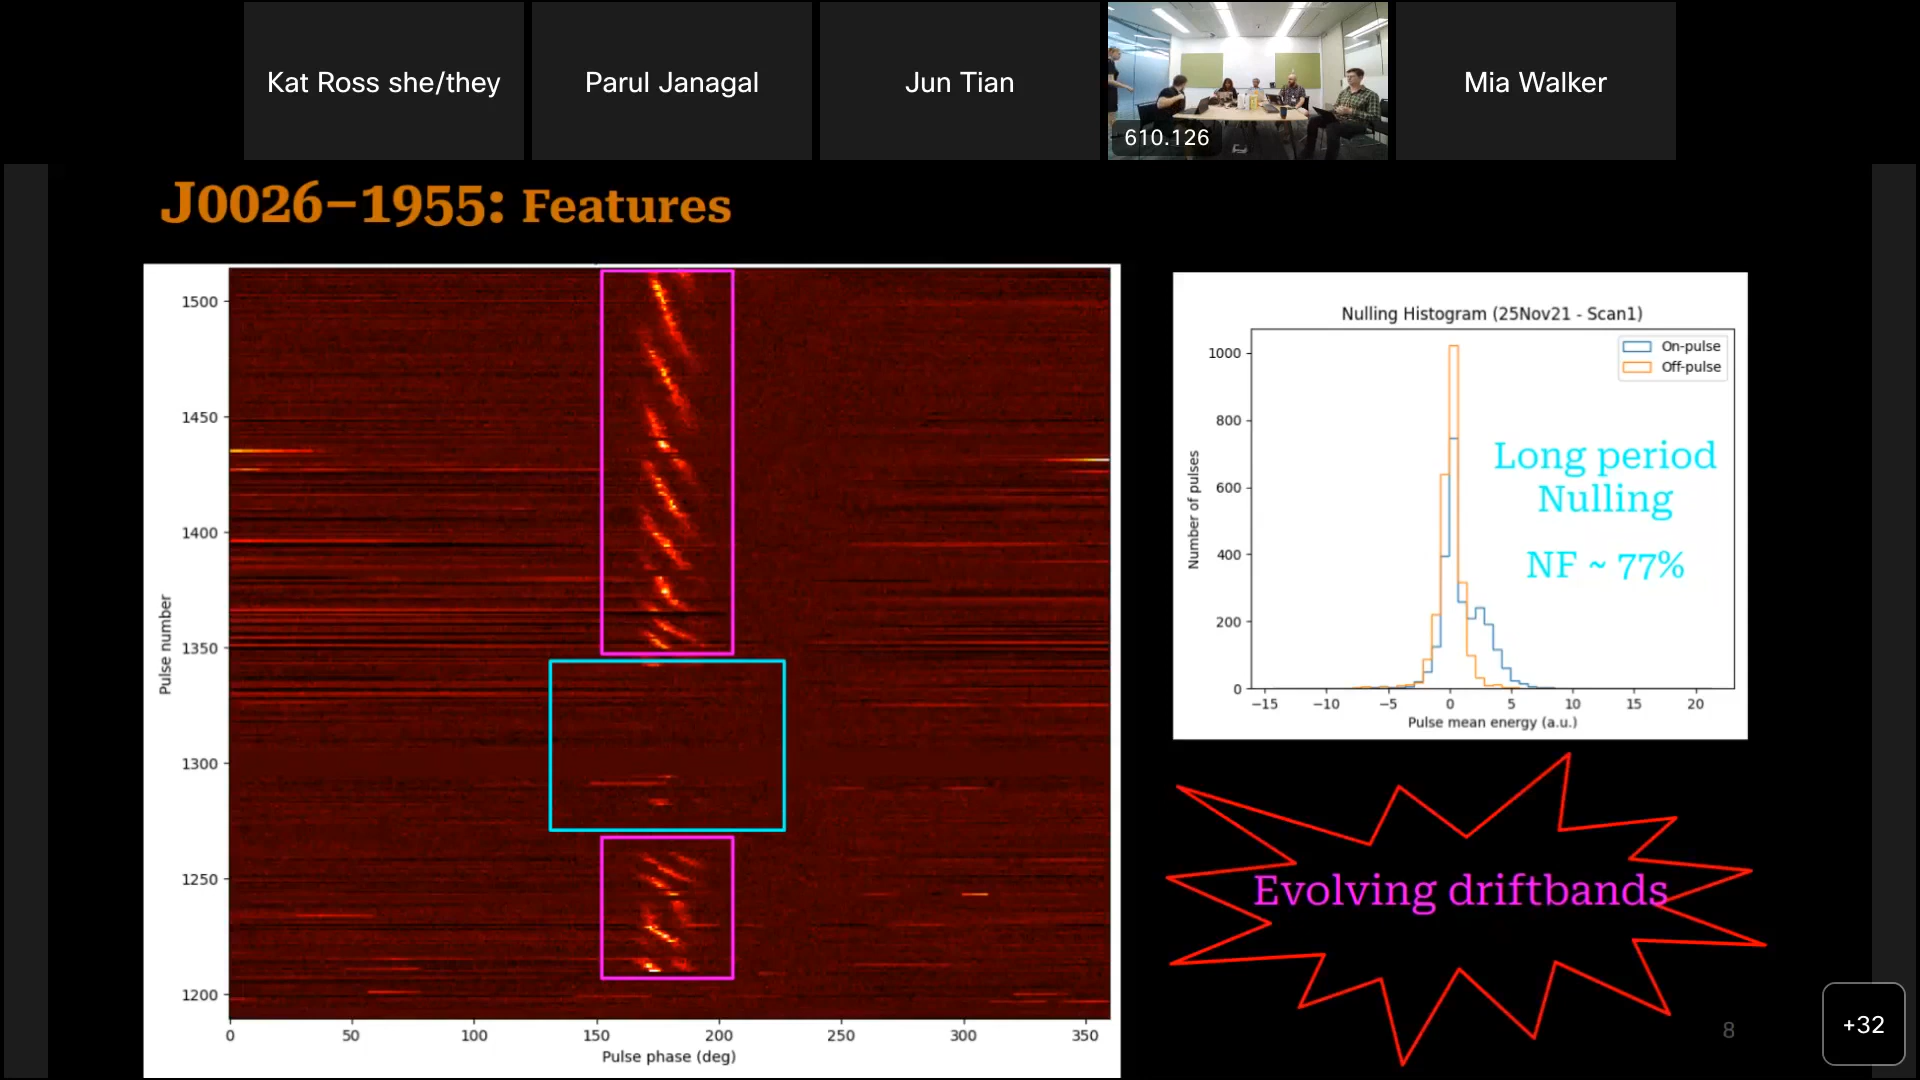 Kat Ross she/they
Parul Janagal
Jun Tian
610.126
Mia Walker
J0026−1955: Features
1500
1450
1400
1350
1300
1250
1200
Pulse number
0 50 100 150 200 250 300 350
Pulse phase (deg)
Nulling Histogram (25Nov21 - Scan1)
On-pulse
Off-pulse
1000
800
600
400
200
0
Number of pulses
−15 −10 −5 0 5 10 15 20
Pulse mean energy (a.u.)
Long period
Nulling
NF ~ 77%
Evolving driftbands
8
+32